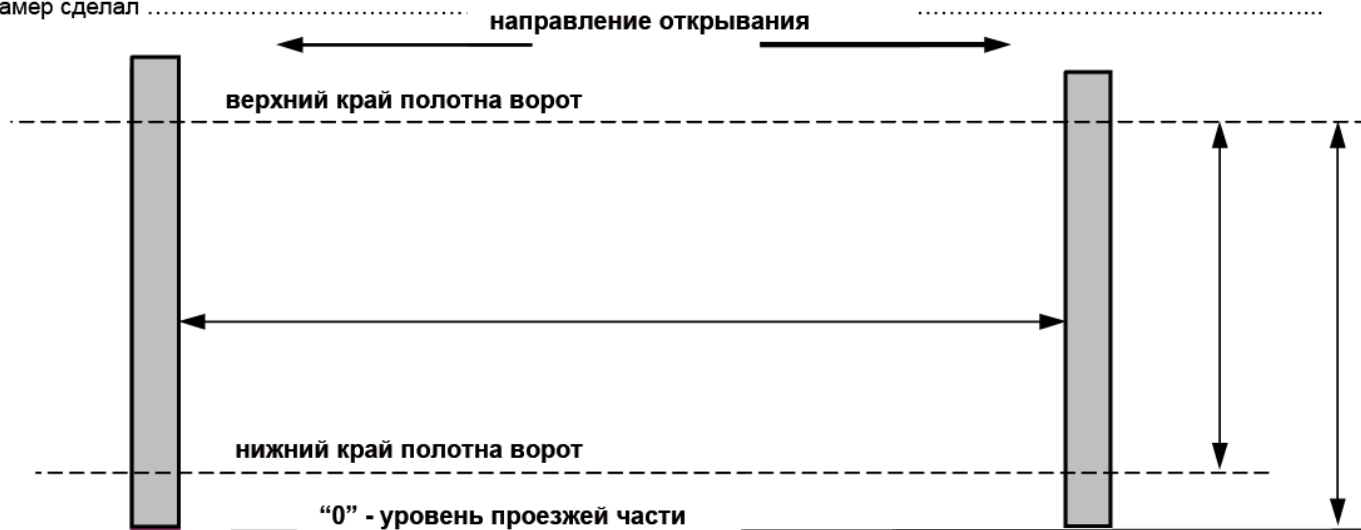 амер сделал ........................................ ..................................................
направление открывания
верхний край полотна ворот
нижний край полотна ворот
“0” - уровень проезжей части